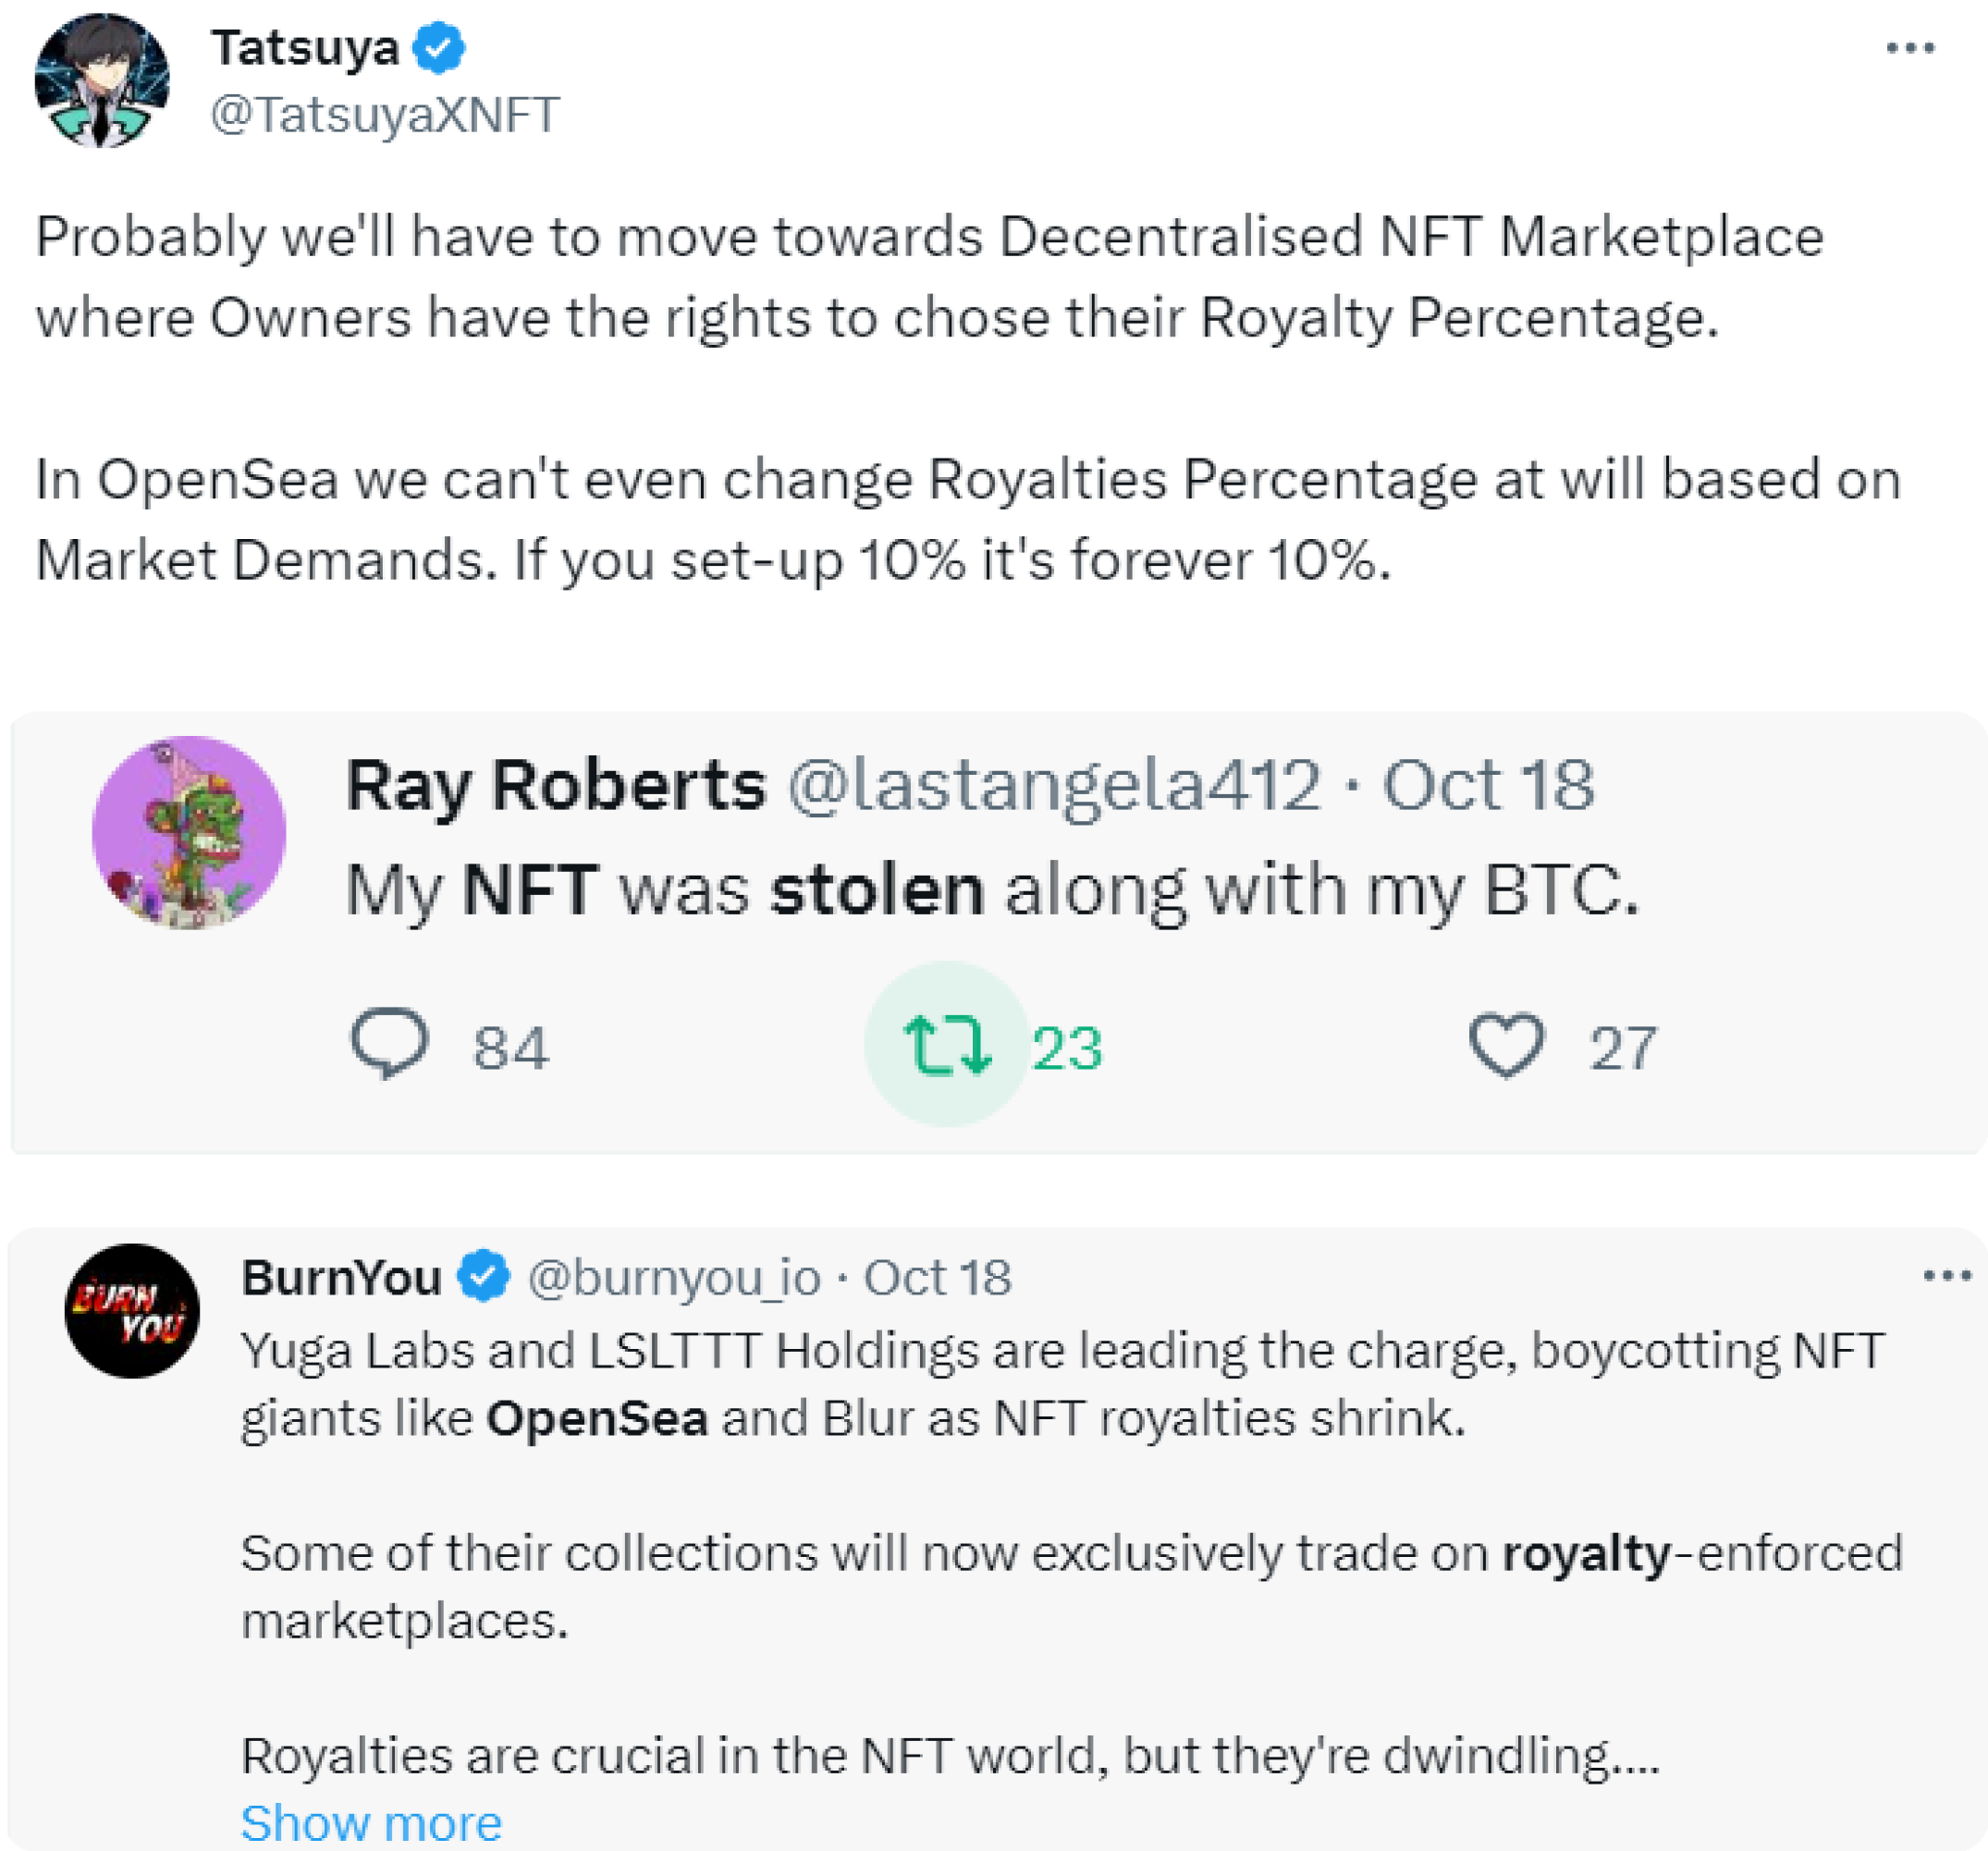 Tatsuya
@TatsuyaXNFT
Probably we'll have to move towards Decentralised NFT Marketplace
where Owners have the rights to chose their Royalty Percentage.
In OpenSea we can't even change Royalties Percentage at will based on
Market Demands. If you set-up 10% it's forever 10%.
Ray Roberts @lastangela412 · Oct 18
My NFT was stolen along with my BTC.
84 23 27
BURN
YOU
BurnYou @burnyou_io · Oct 18
Yuga Labs and LSLTTT Holdings are leading the charge, boycotting NFT
giants like OpenSea and Blur as NFT royalties shrink.
Some of their collections will now exclusively trade on royalty-enforced
marketplaces.
Royalties are crucial in the NFT world, but they're dwindling....
Show more